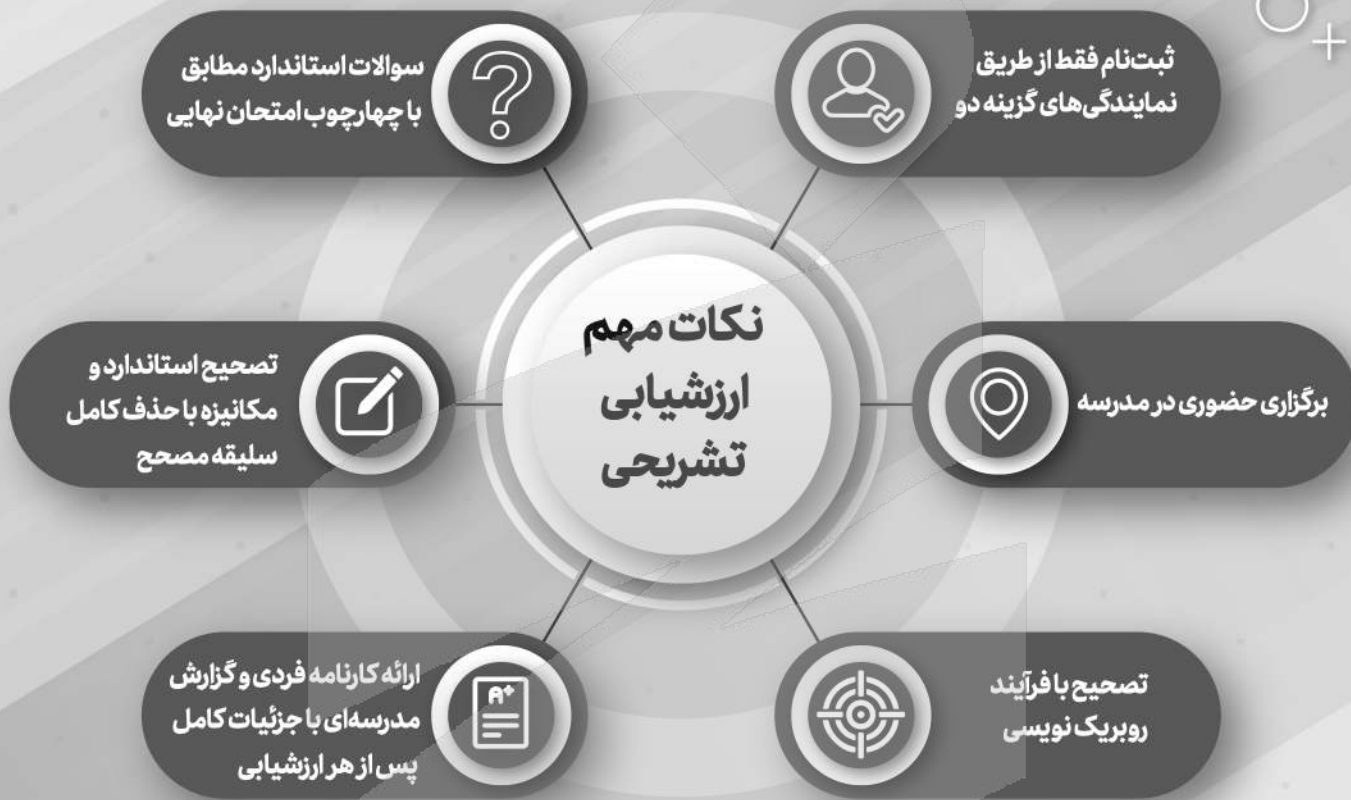 نکات مهم
ارزشیابی
تشریحی
ثبت‌نام فقط از طریق
نمایندگی‌های گزینه دو
برگزاری حضوری در مدرسه
تصحیح با فرآیند
روبریک نویسی
سوالات استاندارد مطابق
با چهارچوب امتحان نهایی
تصحیح استاندارد و
مکانیزه با حذف کامل
سلیقه مصحح
ارائه کارنامه فردی و گزارش
مدرسه‌ای با جزئیات کامل
پس از هر ارزشیابی
A+